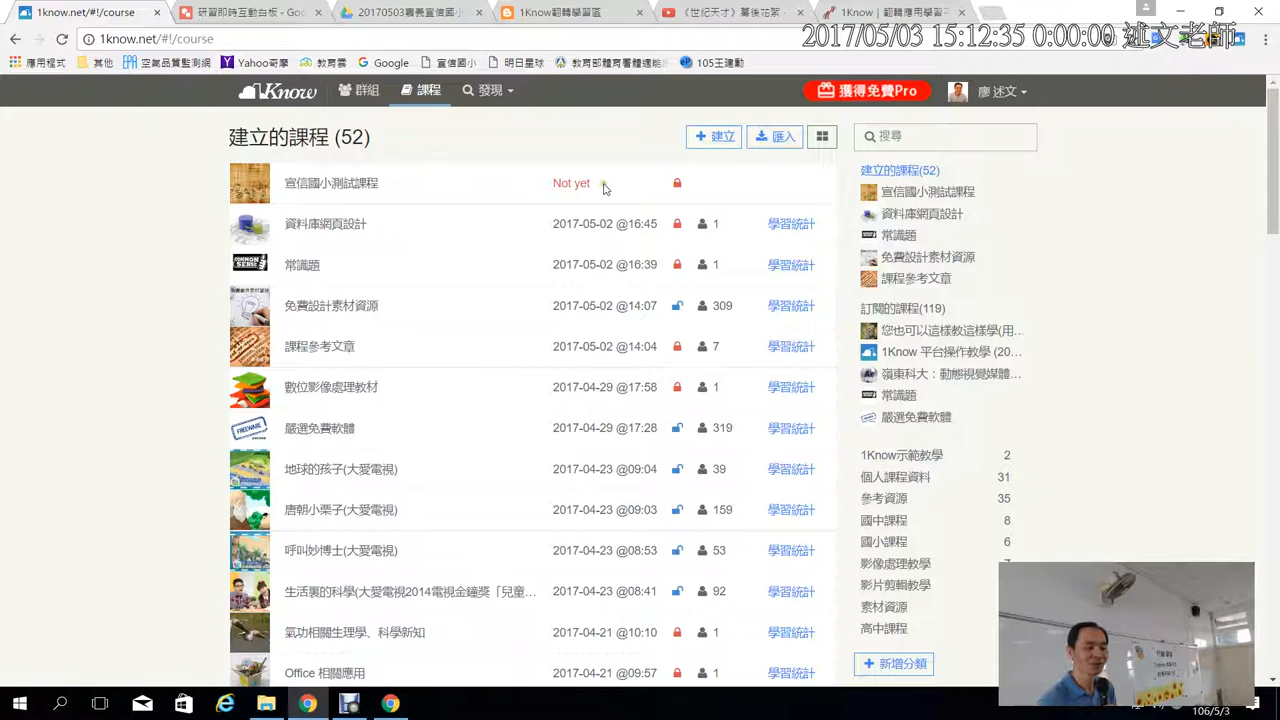 1know.net/#!/course
研習即時互動白板 - Goo
20170503嘉義宣信國小
1Know翻轉學習區
《世紀天才》幕後花絮 -
1Know｜翻轉應用學習平
1know.net/#!/course
2017/05/03 15:12:35 0:00:00 述文老師
應用程式 其他 空氣品質監測網 Yahoo奇摩 教育雲 Google 宣信國小 明日星球 教育部體育署體適能 105王建勳
1Know 群組 課程 發現 獲得免費Pro 廖 述文
建立的課程 (52) 建立 匯入 搜尋
宣信國小測試課程 Not yet
資料庫網頁設計 2017-05-02 @16:45 1 學習統計
常識題 2017-05-02 @16:39 1 學習統計
COMMON SENSE
免費設計素材資源 2017-05-02 @14:07 309 學習統計
課程參考文章 2017-05-02 @14:04 7 學習統計
數位影像處理教材 2017-04-29 @17:58 1 學習統計
嚴選免費軟體 2017-04-29 @17:28 319 學習統計
FREEWARE
地球的孩子(大愛電視) 2017-04-23 @09:04 39 學習統計
唐朝小栗子(大愛電視) 2017-04-23 @09:03 159 學習統計
呼叫妙博士(大愛電視) 2017-04-23 @08:53 53 學習統計
生活裏的科學(大愛電視2014電視金鐘獎「兒童... 2017-04-23 @08:41 92 學習統計
氣功相關生理學、科學新知 2017-04-21 @10:10 1 學習統計
Office 相關應用 2017-04-21 @09:57 1 學習統計
建立的課程(52)
宣信國小測試課程
資料庫網頁設計
常識題
免費設計素材資源
課程參考文章
訂閱的課程(119)
您也可以這樣教這樣學(用...
1Know 平台操作教學 (20...
嶺東科大：動態視覺媒體...
常識題
嚴選免費軟體
1Know示範教學 2
個人課程資料 31
參考資源 35
國中課程 8
國小課程 6
影像處理教學 7
影片剪輯教學
素材資源
高中課程
新增分類
106/5/3